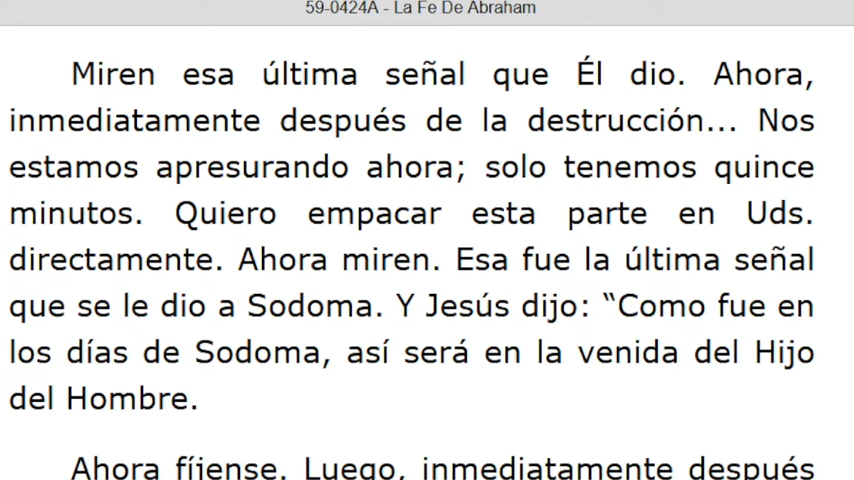 59-0424A - La Fe De Abraham
Miren esa última señal que Él dio. Ahora,
inmediatamente después de la destrucción... Nos
estamos apresurando ahora; solo tenemos quince
minutos. Quiero empacar esta parte en Uds.
directamente. Ahora miren. Esa fue la última señal
que se le dio a Sodoma. Y Jesús dijo: “Como fue en
los días de Sodoma, así será en la venida del Hijo
del Hombre.
Ahora fíjense. Luego, inmediatamente después